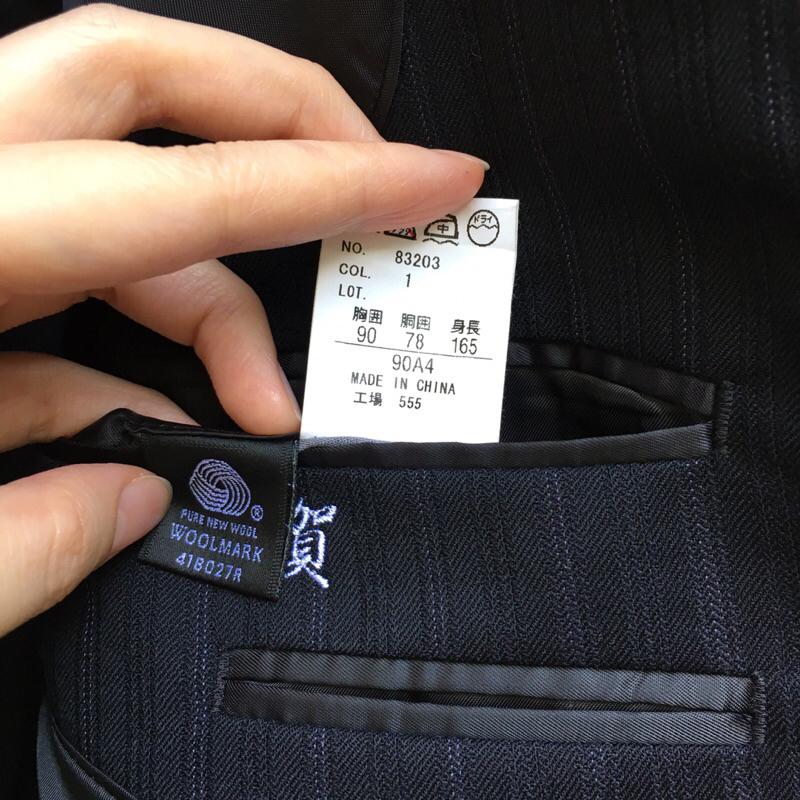 中 ドライ
NO. 83203
COL. 1
LOT.
胸囲 胴囲 身長
90 78 165
90A4
MADE IN CHINA
工場 555
PURE NEW WOOL
WOOLMARK
41B027R
賀